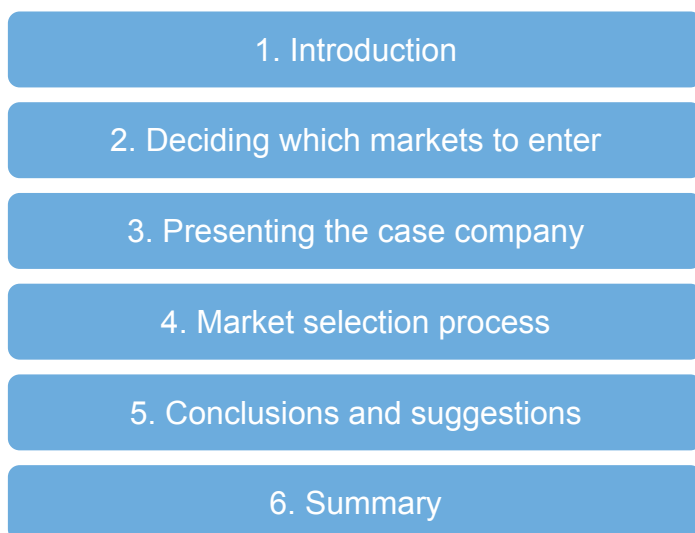 1. Introduction
2. Deciding which markets to enter
3. Presenting the case company
4. Market selection process
5. Conclusions and suggestions
6. Summary